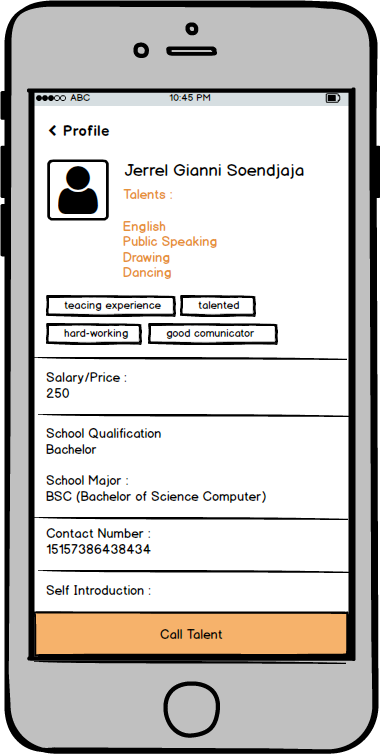 ABC 10:45 PM
Profile
Jerrel Gianni Soendjaja
Talents :
English
Public Speaking
Drawing
Dancing
teacing experience talented
hard-working good comunicator
Salary/Price :
250
School Qualification
Bachelor
School Major :
BSC (Bachelor of Science Computer)
Contact Number :
15157386438434
Self Introduction :
Call Talent